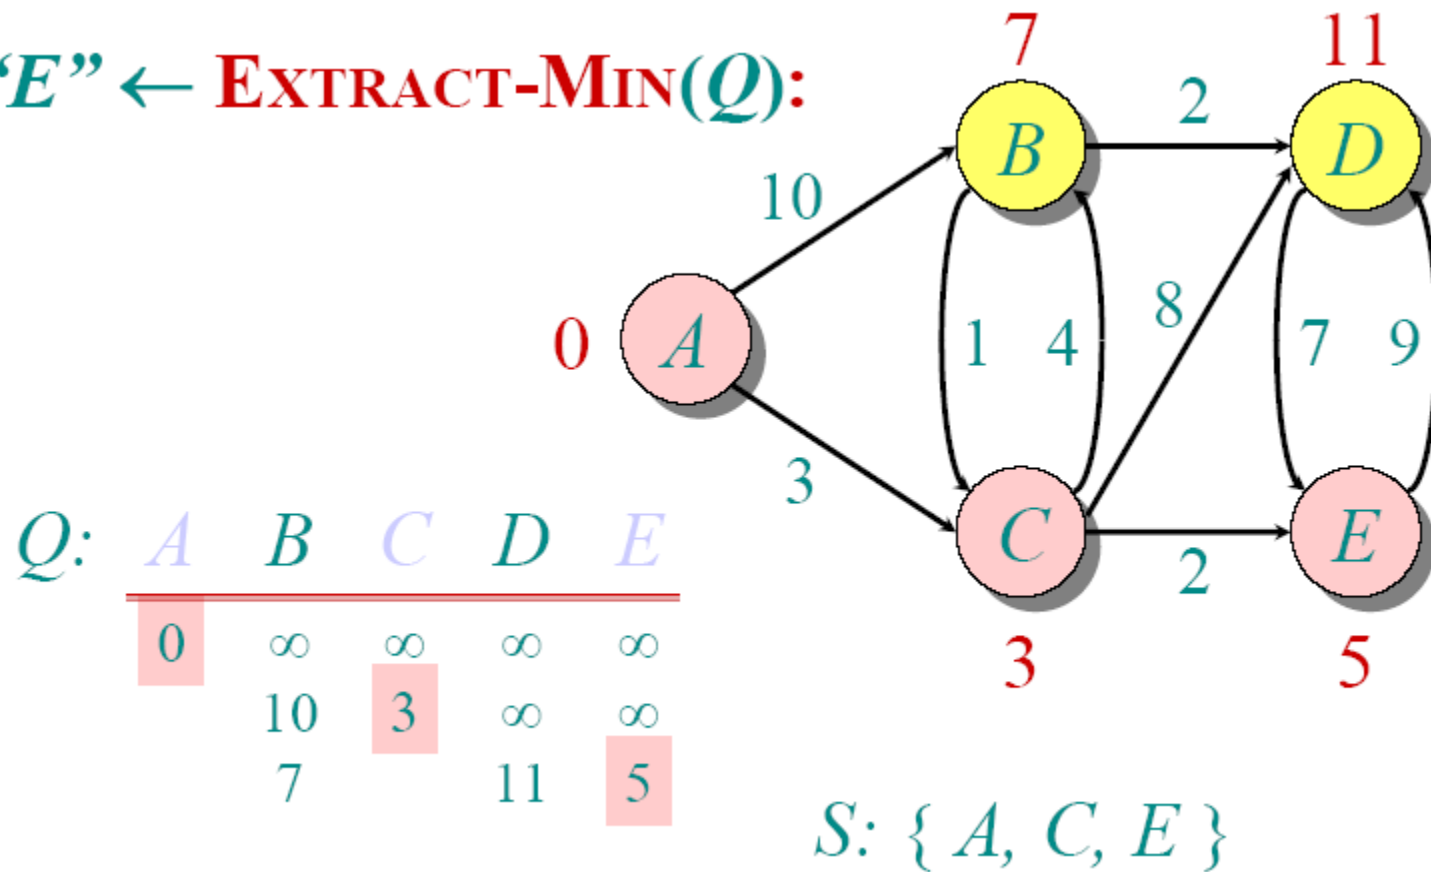 “E” ← EXTRACT-MIN(Q):
7
11
B
2
D
10
0
A
1
4
8
7
9
3
C
2
E
3
5
Q: A B C D E
0 ∞ ∞ ∞ ∞
10 3 ∞ ∞
7 11 5
S: { A, C, E }